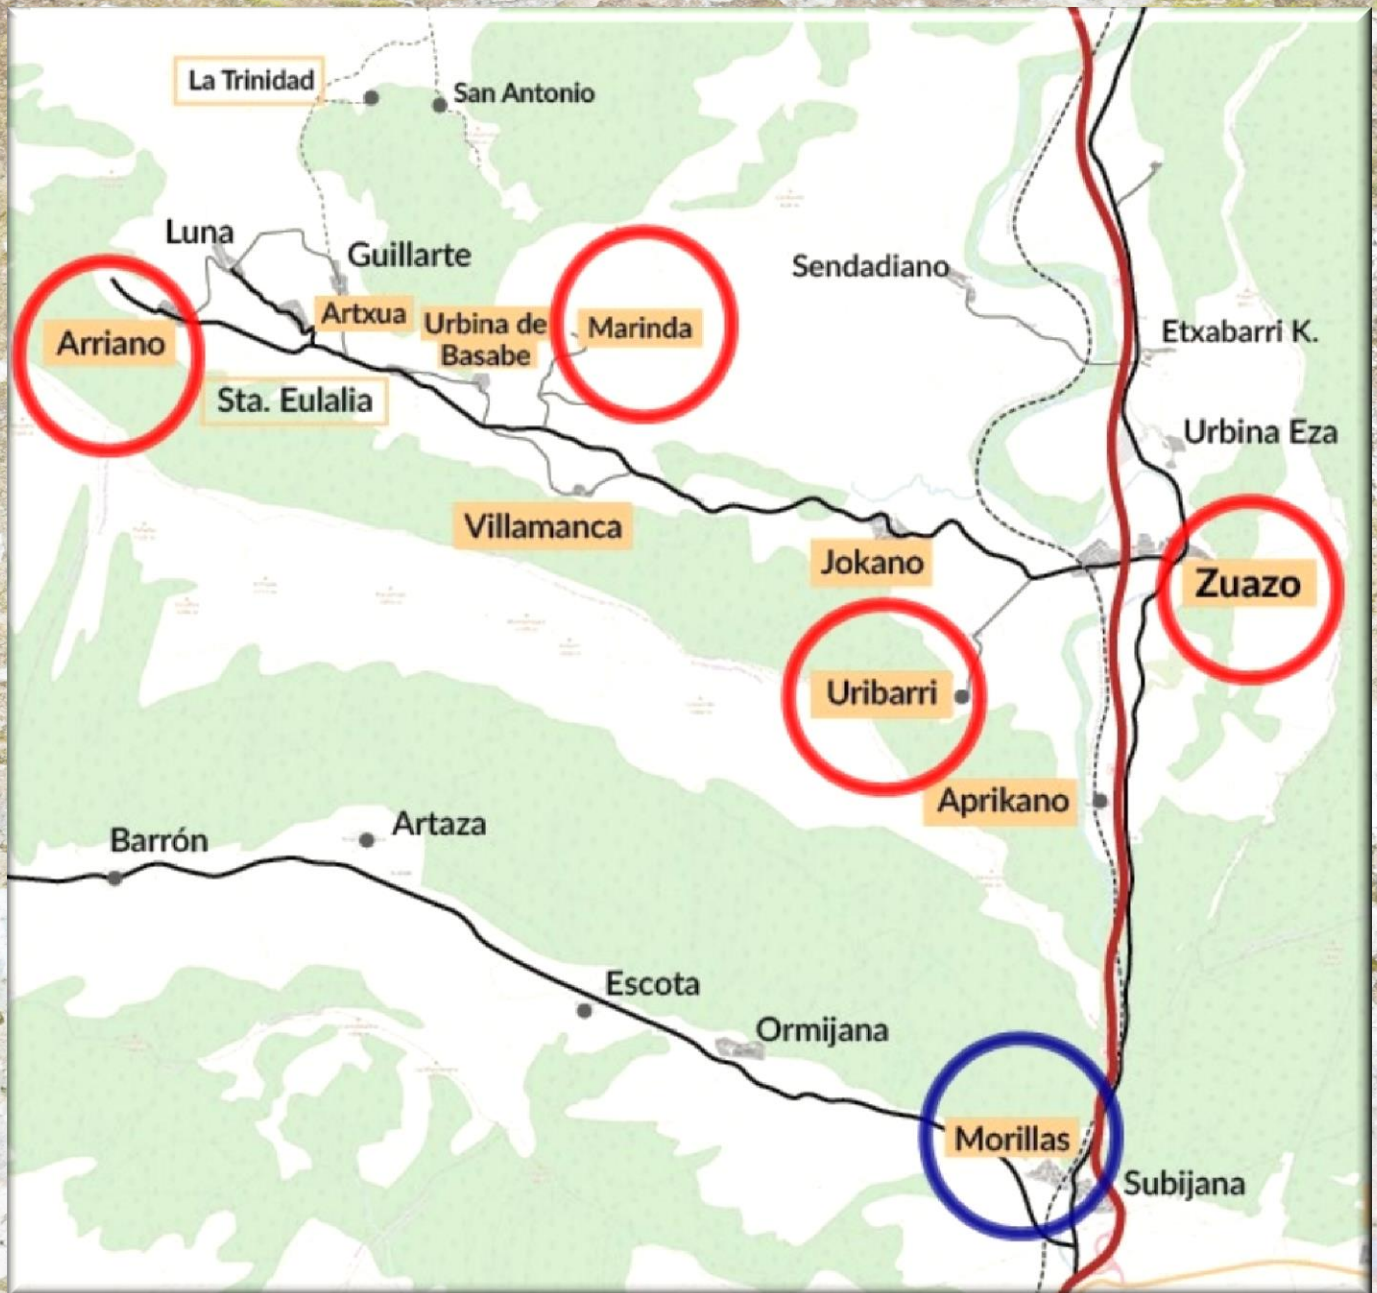 La Trinidad
San Antonio
Luna
Guillarte
Sendadiano
Artxua
Urbina de
Basabe
Marinda
Etxabarri K.
Arriano
Sta. Eulalia
Urbina Eza
Villamanca
Jokano
Zuazo
Uribarri
Aprikano
Artaza
Barrón
Escota
Ormijana
Morillas
Subijana